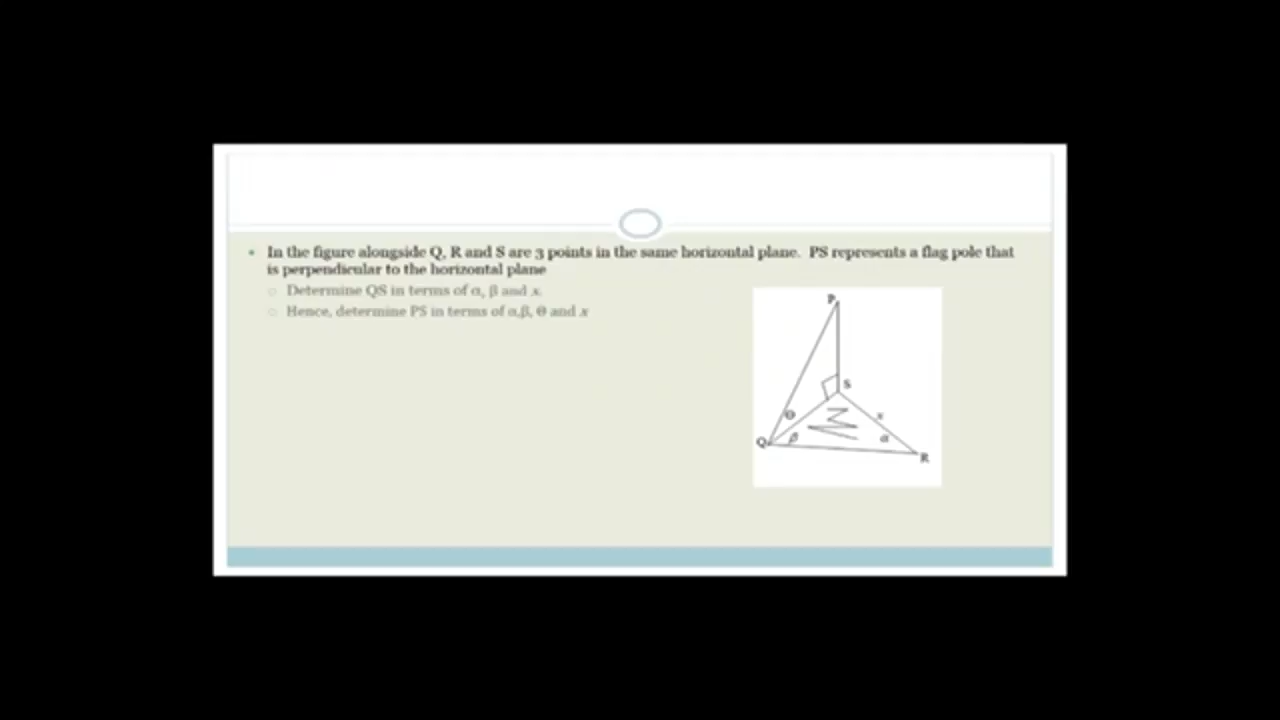 In the figure alongside Q, R and S are 3 points in the same horizontal plane. PS represents a flag pole that
is perpendicular to the horizontal plane
Determine QS in terms of α, β and x.
Hence, determine PS in terms of α,β, Θ and x
P
S
Θ
x
Q
β
α
R